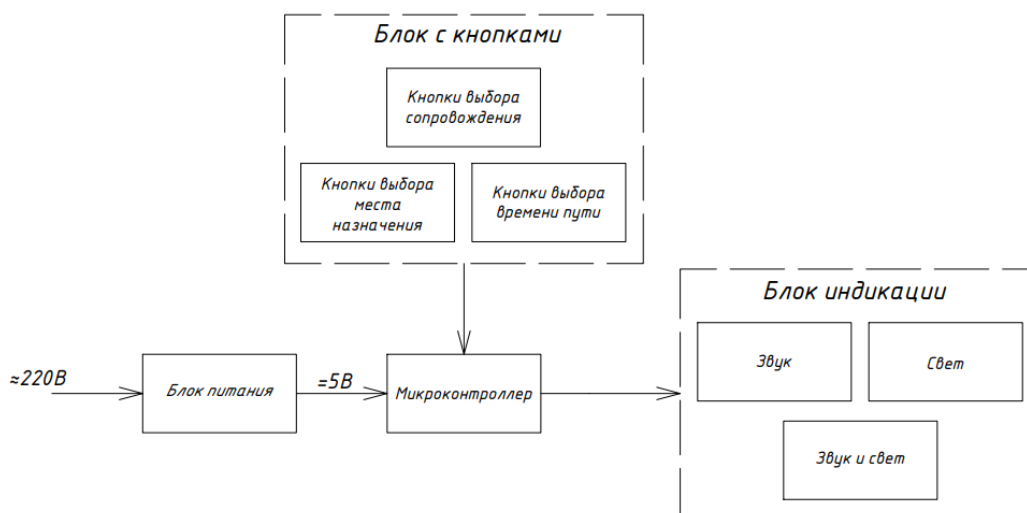 Блок с кнопками
Кнопки выбора
сопровождения
Кнопки выбора
места
назначения
Кнопки выбора
времени пути
Блок индикации
Звук
Свет
Звук и свет
≈220В
Блок питания
=5В
Микроконтроллер